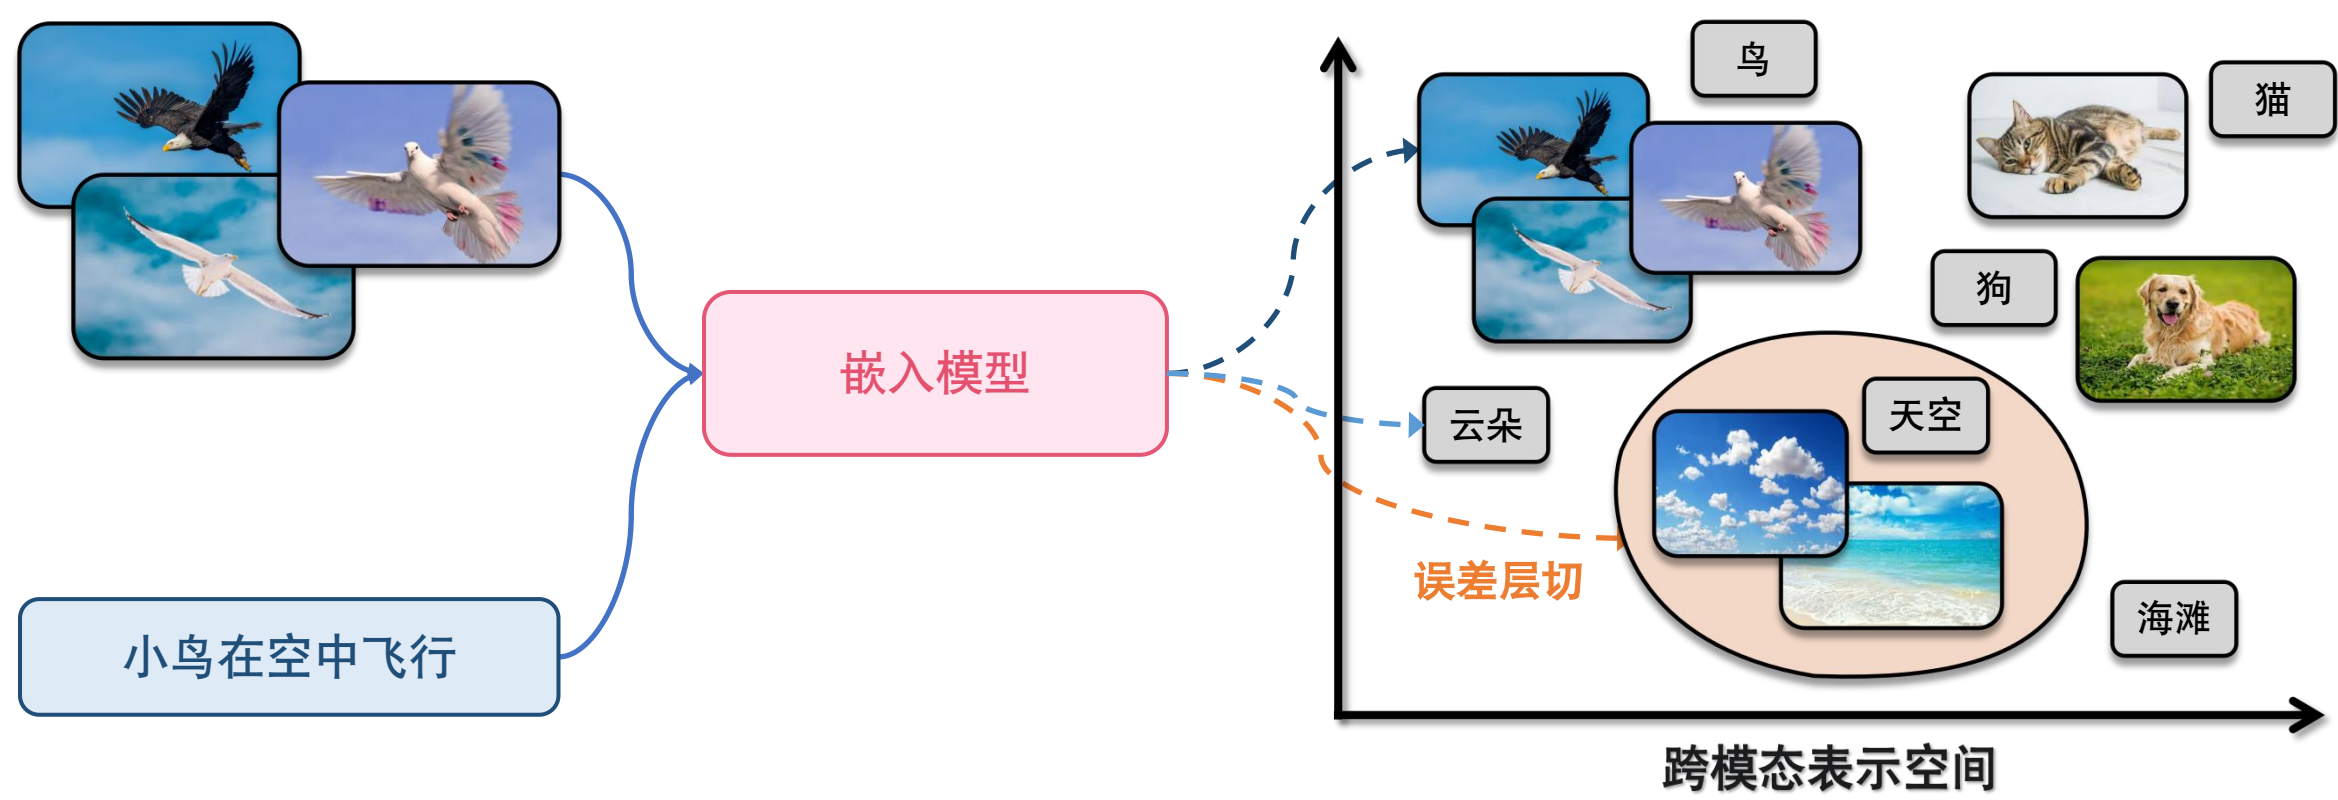 鸟
猫
狗
嵌入模型
云朵
天空
误差层切
小鸟在空中飞行
海滩
跨模态表示空间